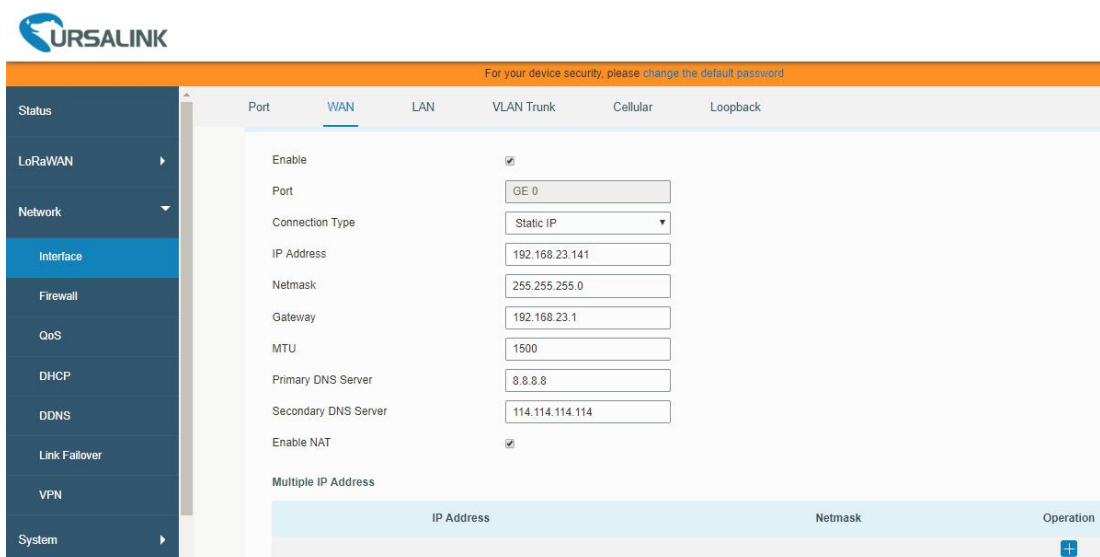 URSALINK
For your device security, please change the default password
Status
LoRaWAN
Network
Interface
Firewall
QoS
DHCP
DDNS
Link Failover
VPN
System
Port WAN LAN VLAN Trunk Cellular Loopback
Enable
Port GE 0
Connection Type Static IP
IP Address 192.168.23.141
Netmask 255.255.255.0
Gateway 192.168.23.1
MTU 1500
Primary DNS Server 8.8.8.8
Secondary DNS Server 114.114.114.114
Enable NAT
Multiple IP Address
IP Address Netmask Operation